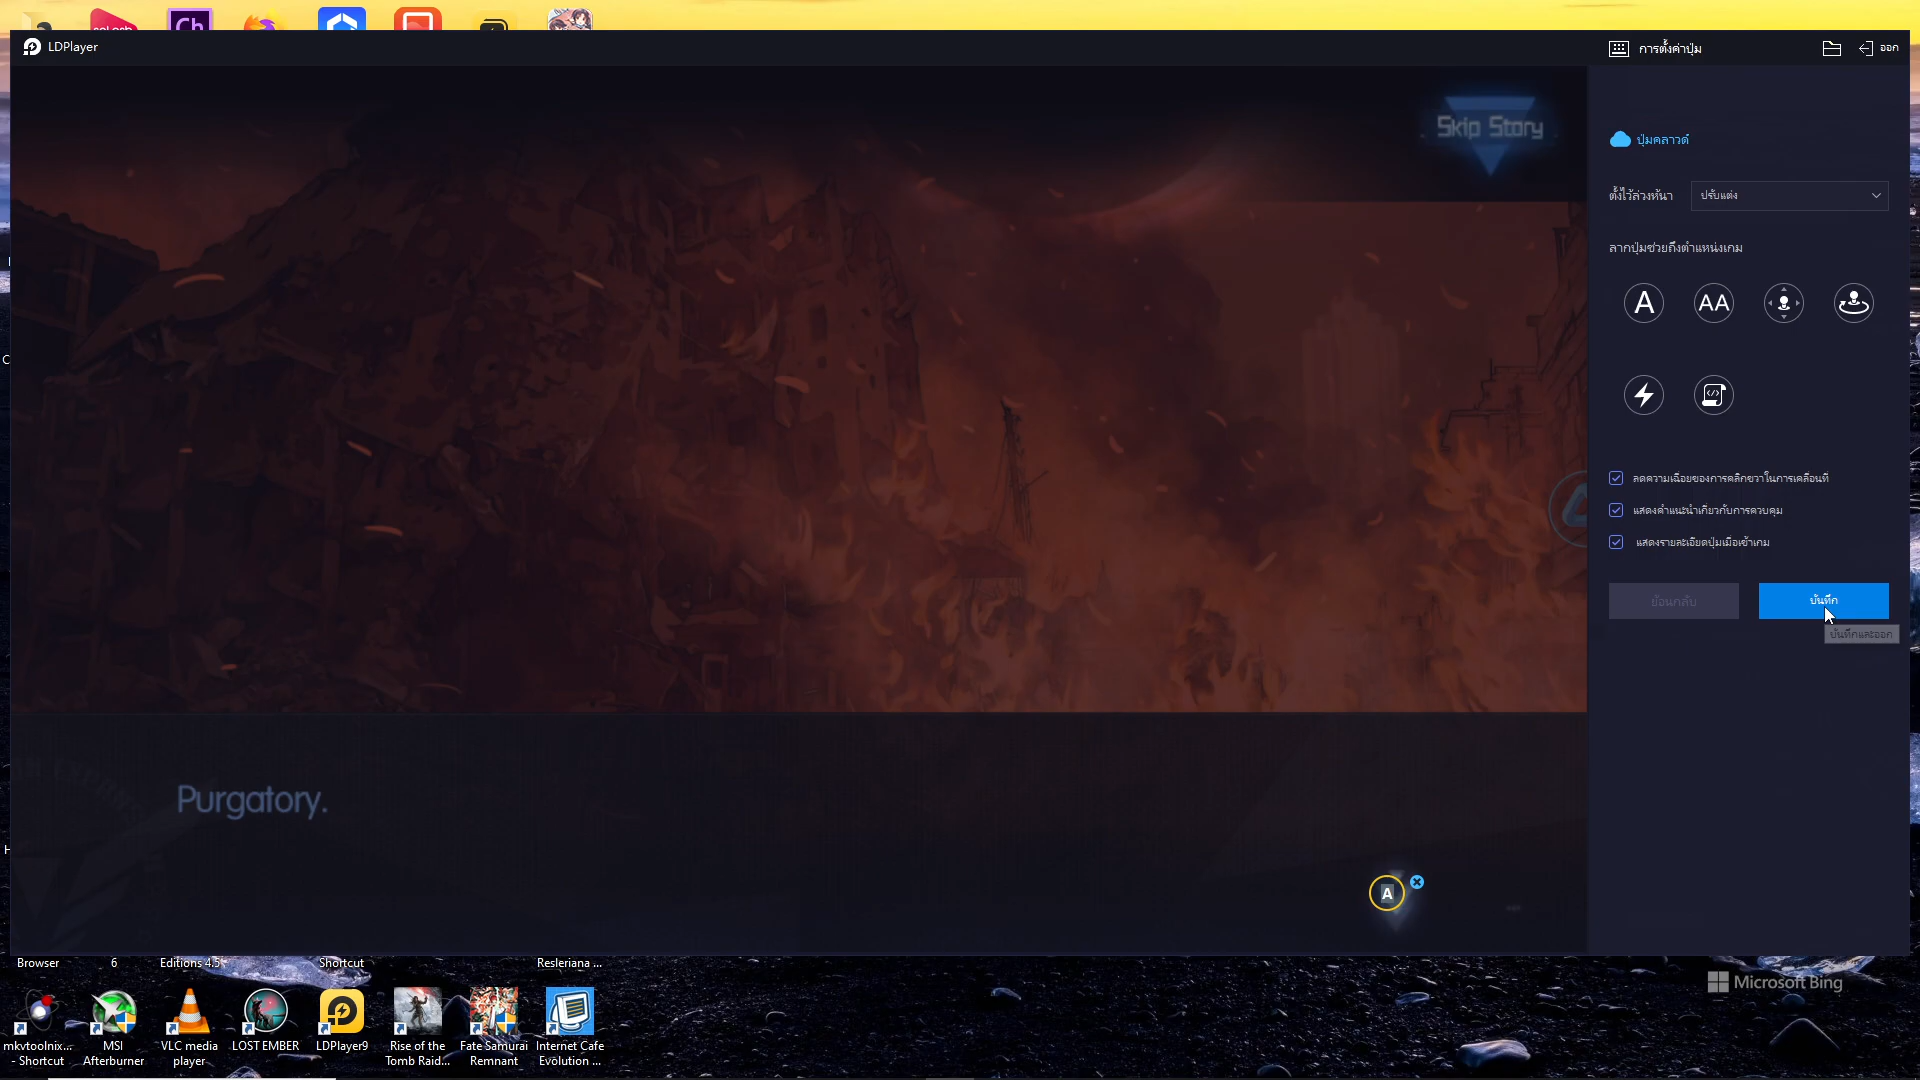 splash
Ch
LDPlayer
การตั้งค่าปุ่ม
ออก
Skip Story
ปุ่มคลาวด์
ตั้งไว้ล่วงหน้า
ปรับแต่ง
ลากปุ่มช่วยถึงตำแหน่งเกม
A
AA
ลดความเฉื่อยของการคลิกขวาในการเคลื่อนที่
แสดงคำแนะนำเกี่ยวกับการควบคุม
แสดงรายละเอียดปุ่มเมื่อเข้าเกม
ย้อนกลับ
บันทึก
บันทึกและออก
Purgatory.
A
Browser
6
Editions 4.5
Shortcut
Resleriana ...
Microsoft Bing
mkvtoolnix...
- Shortcut
MSI
Afterburner
VLC media
player
LOST EMBER
LDPlayer9
Rise of the
Tomb Raid...
Fate Samurai
Remnant
Internet Cafe
Evolution ...